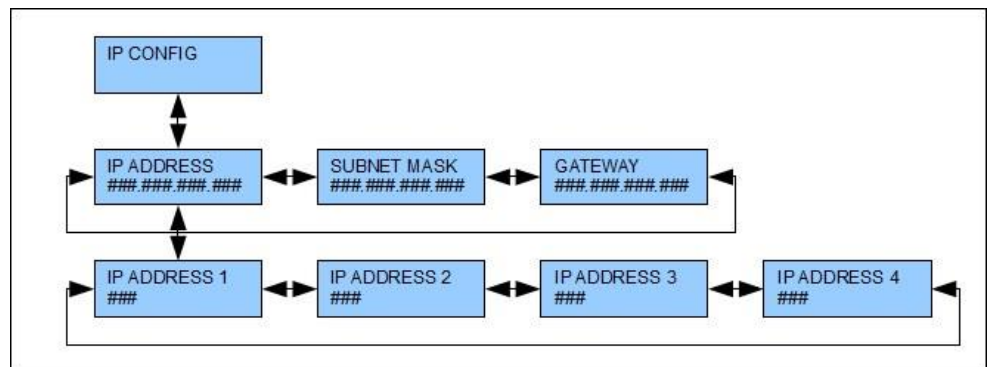 IP CONFIG
IP ADDRESS
###.###.###.###
SUBNET MASK
###.###.###.###
GATEWAY
###.###.###.###
IP ADDRESS 1
###
IP ADDRESS 2
###
IP ADDRESS 3
###
IP ADDRESS 4
###